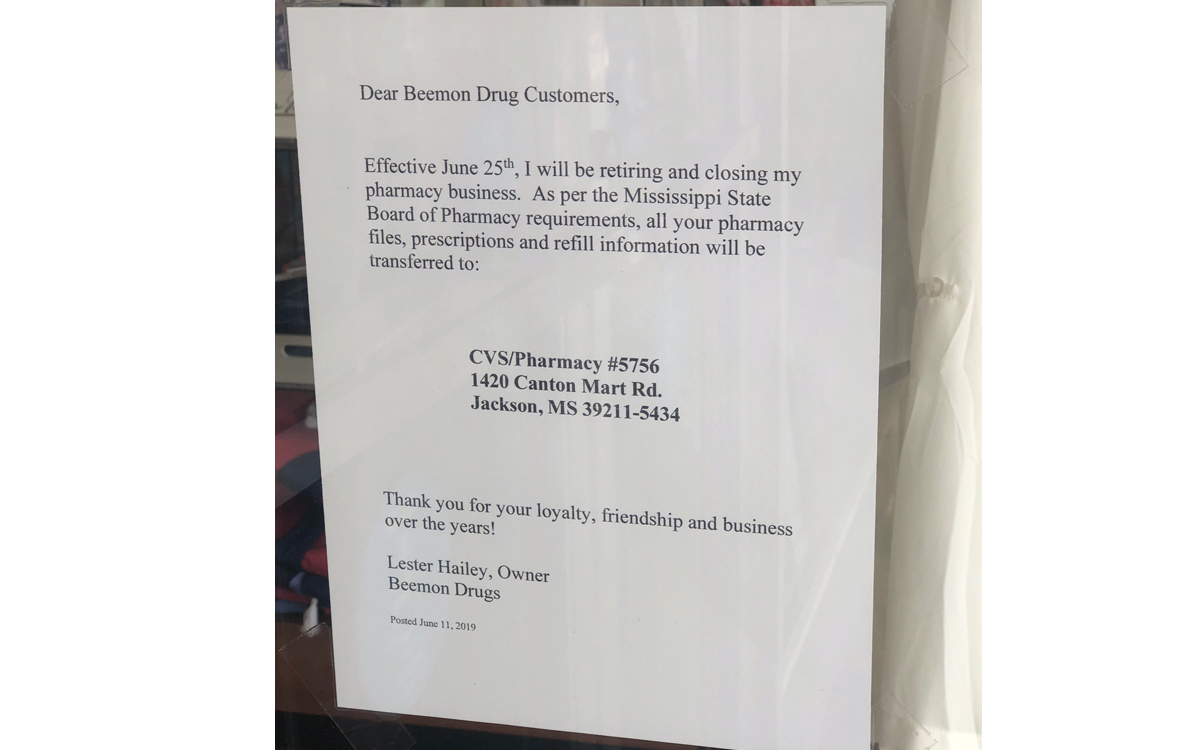 Dear Beemon Drug Customers,
Effective June 25th, I will be retiring and closing my
pharmacy business. As per the Mississippi State
Board of Pharmacy requirements, all your pharmacy
files, prescriptions and refill information will be
transferred to:
CVS/Pharmacy #5756
1420 Canton Mart Rd.
Jackson, MS 39211-5434
Thank you for your loyalty, friendship and business
over the years!
Lester Hailey, Owner
Beemon Drugs
Posted June 11, 2019